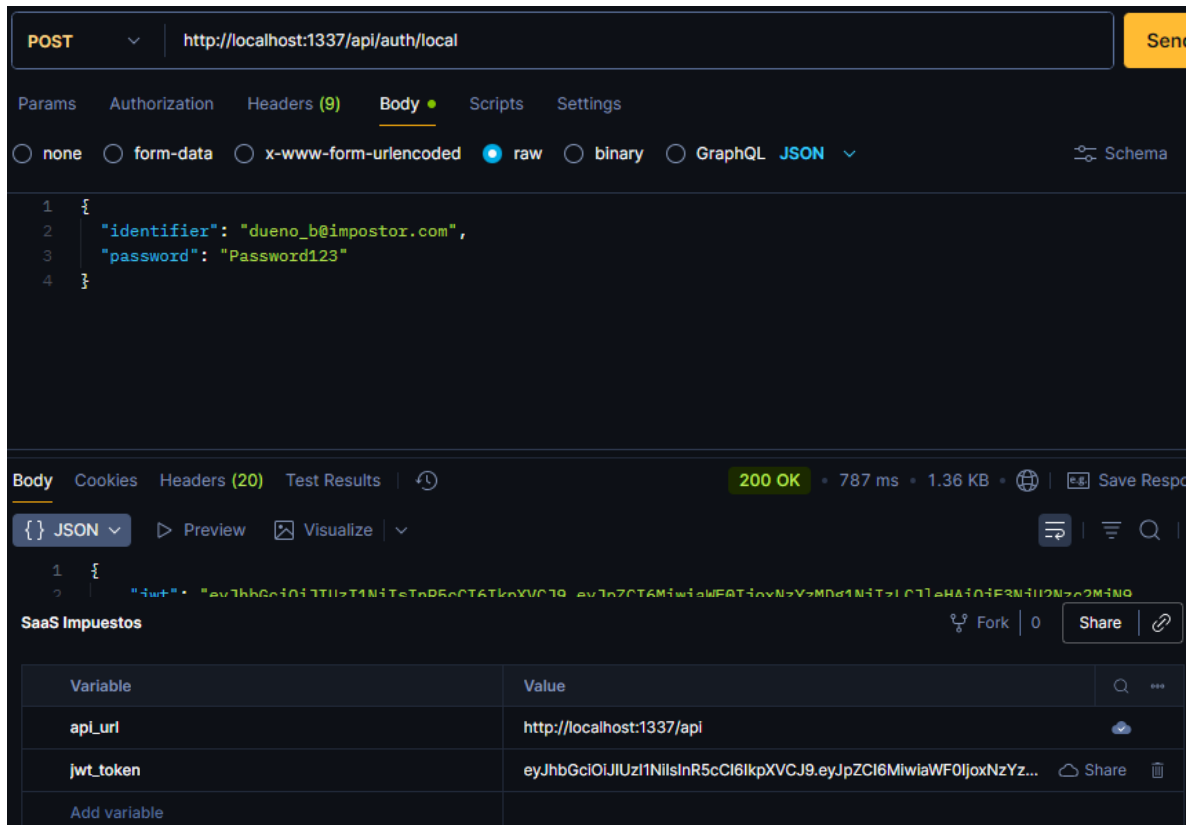 POST http://localhost:1337/api/auth/local Send
Params Authorization Headers (9) Body Scripts Settings
none form-data x-www-form-urlencoded raw binary GraphQL JSON Schema
1 {
2 "identifier": "dueno_b@impostor.com",
3 "password": "Password123"
4 }
Body Cookies Headers (20) Test Results 200 OK • 787 ms • 1.36 KB • e.g. Save Respo
{} JSON Preview Visualize
1 {
2 "jwt":
SaaS Impuestos Fork 0 Share
Variable Value
api_url http://localhost:1337/api
jwt_token eyJhbGciOiJIUzI1NiIsInR5cCI6IkpXVCJ9.eyJpZCI6MiwiaWF0IjoxNzYz... Share
Add variable